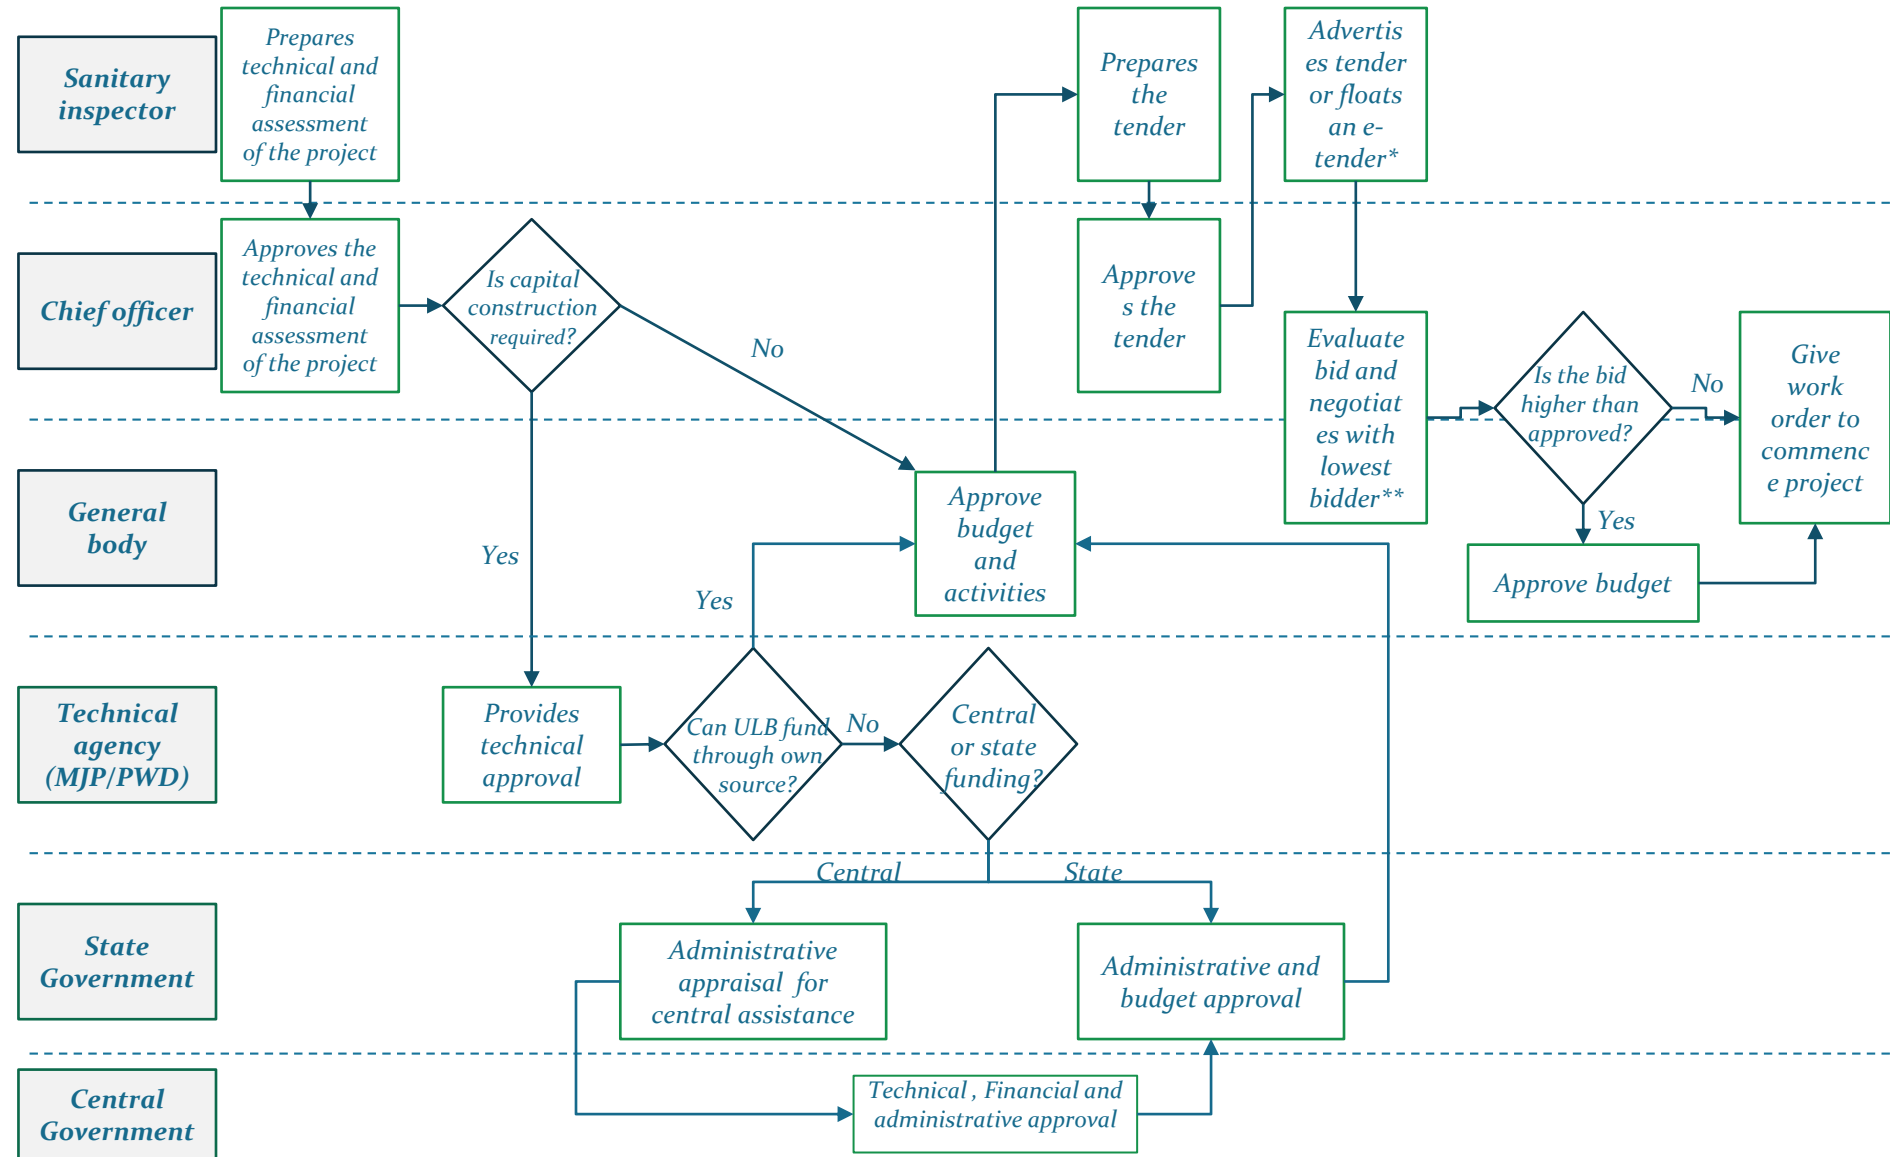 Sanitary
inspector
Prepares
technical and
financial
assessment
of the project
Prepares
the
tender
Advertis
es tender
or floats
an e-
tender*
Chief officer
Approves the
technical and
financial
assessment
of the project
Is capital
construction
required?
No
Approve
s the
tender
Evaluate
bid and
negotiat
es with
lowest
bidder**
Is the bid
higher than
approved?
No
Give
work
order to
commenc
e project
General
body
Yes
Yes
Approve
budget
and
activities
Yes
Approve budget
Technical
agency
(MJP/PWD)
Provides
technical
approval
Can ULB fund
through own
source?
No
Central
or state
funding?
Central
State
State
Government
Administrative
appraisal for
central assistance
Administrative and
budget approval
Central
Government
Technical , Financial and
administrative approval